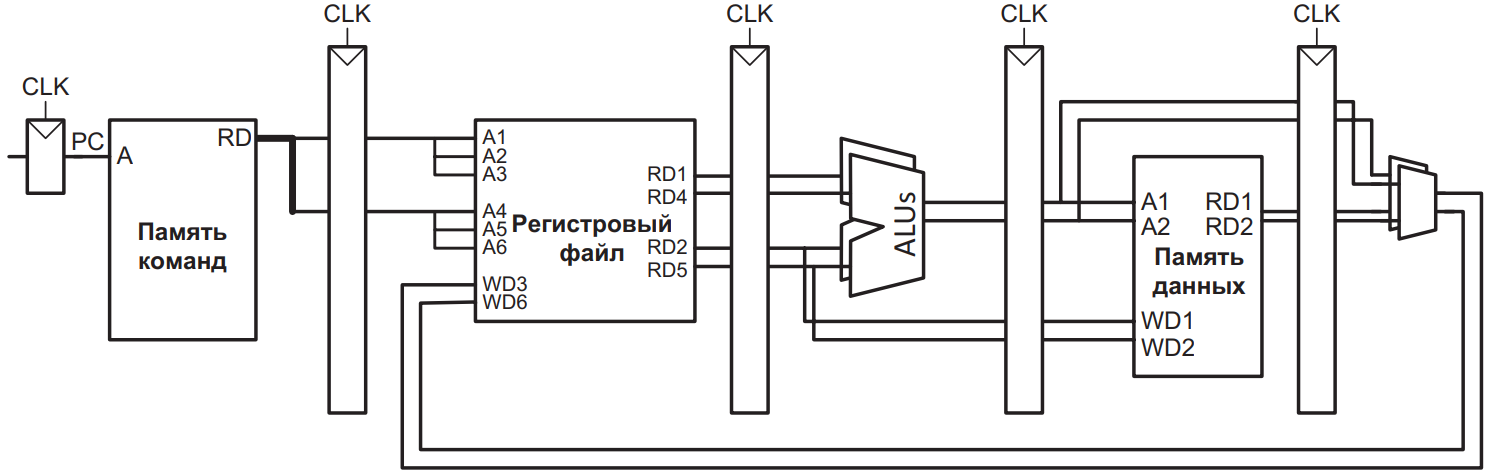 CLK
CLK
CLK
CLK
CLK
PC
A
RD
Память
команд
A1
A2
A3
A4
A5
A6
WD3
WD6
Регистровый
файл
RD1
RD4
RD2
RD5
ALUs
A1
A2
RD1
RD2
Память
данных
WD1
WD2